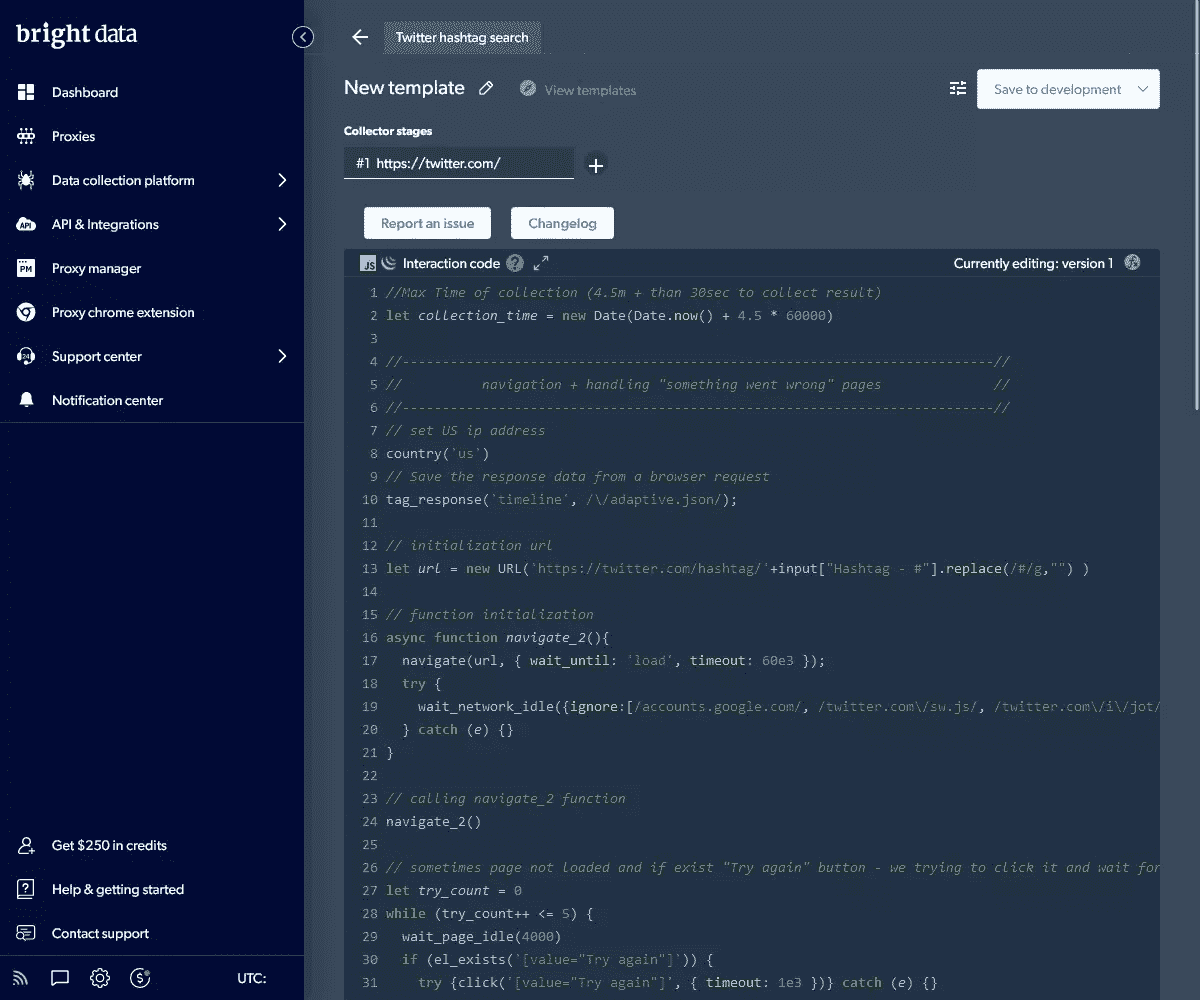 bright data
Dashboard
Proxies
Data collection platform
API & Integrations
Proxy manager
Proxy chrome extension
Support center
Notification center
Get $250 in credits
Help & getting started
Contact support
UTC:
Twitter hashtag search
New template
View templates
Save to development
Collector stages
#1 https://twitter.com/
Report an issue
Changelog
JS
Interaction code
Currently editing: version 1
1 //Max Time of collection (4.5m + than 30sec to collect result)
2 let collection_time = new Date(Date.now() + 4.5 * 60000)
3
4 //--------------------------------------------------------------------------//
5 //          navigation + handling "something went wrong" pages              //
6 //--------------------------------------------------------------------------//
7 // set US ip address
8 country('us')
9 // Save the response data from a browser request
10 tag_response('timeline', /\/adaptive.json/);
11
12 // initialization url
13 let url = new URL('https://twitter.com/hashtag/'+input["Hashtag - #"].replace(/#/g,"") )
14
15 // function initialization
16 async function navigate_2(){
17   navigate(url, { wait_until: 'load', timeout: 60e3 });
18   try {
19     wait_network_idle({ignore:[/accounts.google.com/, /twitter.com\/sw.js/, /twitter.com\/i\/jot/
20   } catch (e) {}
21 }
22
23 // calling navigate_2 function
24 navigate_2()
25
26 // sometimes page not loaded and if exist "Try again" button - we trying to click it and wait for
27 let try_count = 0
28 while (try_count++ <= 5) {
29   wait_page_idle(4000)
30   if (el_exists('[value="Try again"]')) {
31     try {click('[value="Try again"]', { timeout: 1e3 })} catch (e) {}